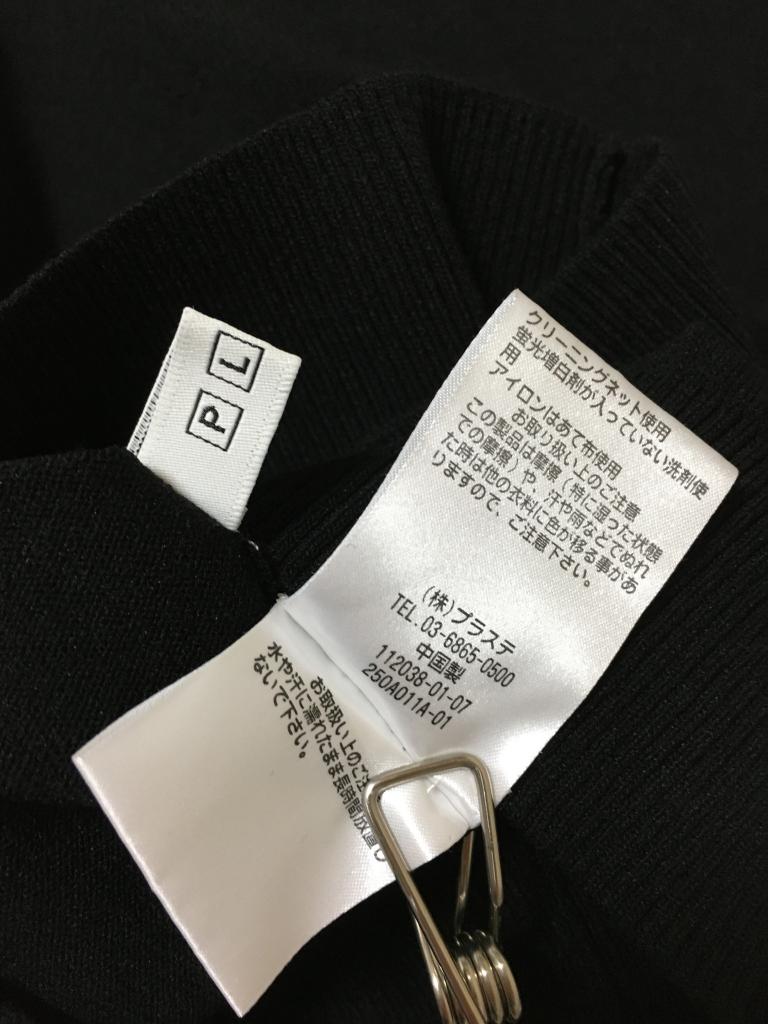 L
P
クリーニングネット使用
蛍光増白剤が入っていない洗剤使
用
アイロンはあて布使用
お取り扱い上のご注意
この製品は摩擦（特に湿った状態
での摩擦）や、汗や雨などでぬれ
た時は他の衣料に色が移る事があ
りますので、ご注意下さい。
(株)プラステ
TEL.03-6865-0500
中国製
112038-01-07
250A011A-01
お取扱い上のご注
水や汗に濡れたまま長時間放置し
ないで下さい。